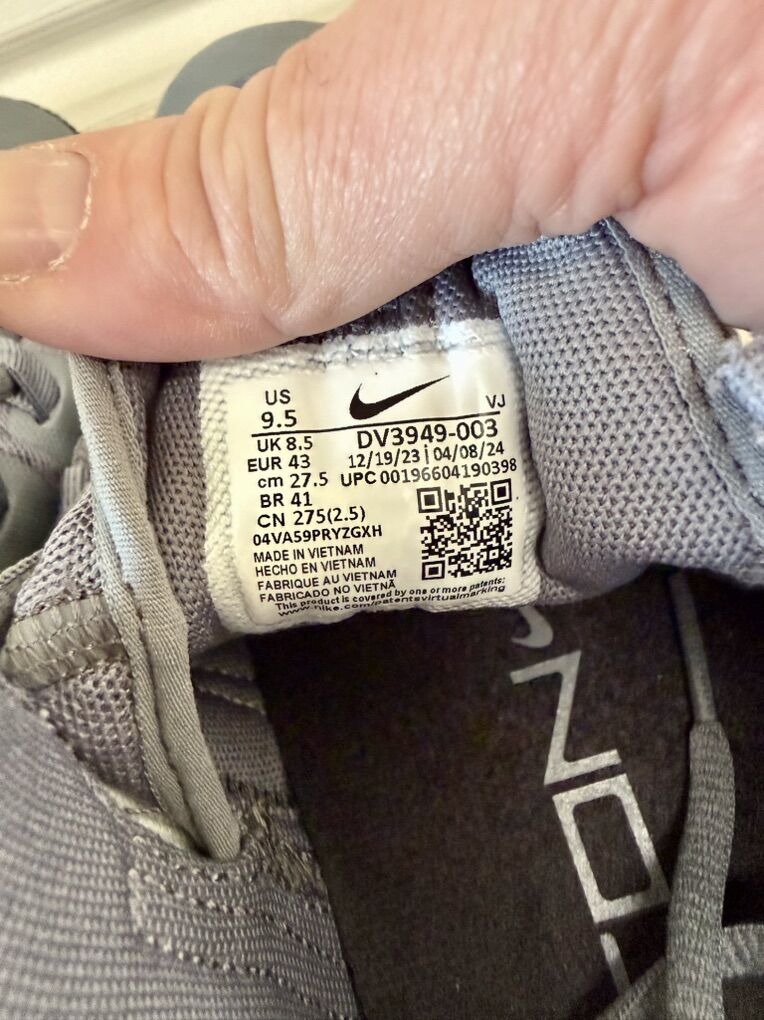 US
9.5
VJ
UK 8.5
DV3949-003
EUR 43
12/19/23 | 04/08/24
cm 27.5
UPC 00196604190398
BR 41
CN 275(2.5)
04VA59PRYZGXH
MADE IN VIETNAM
HECHO EN VIETNAM
FABRIQUE AU VIETNAM
FABRICADO NO VIETNÃ
This product is covered by one or more patents:
www.nike.com/patentsvirtualmarking
ZO